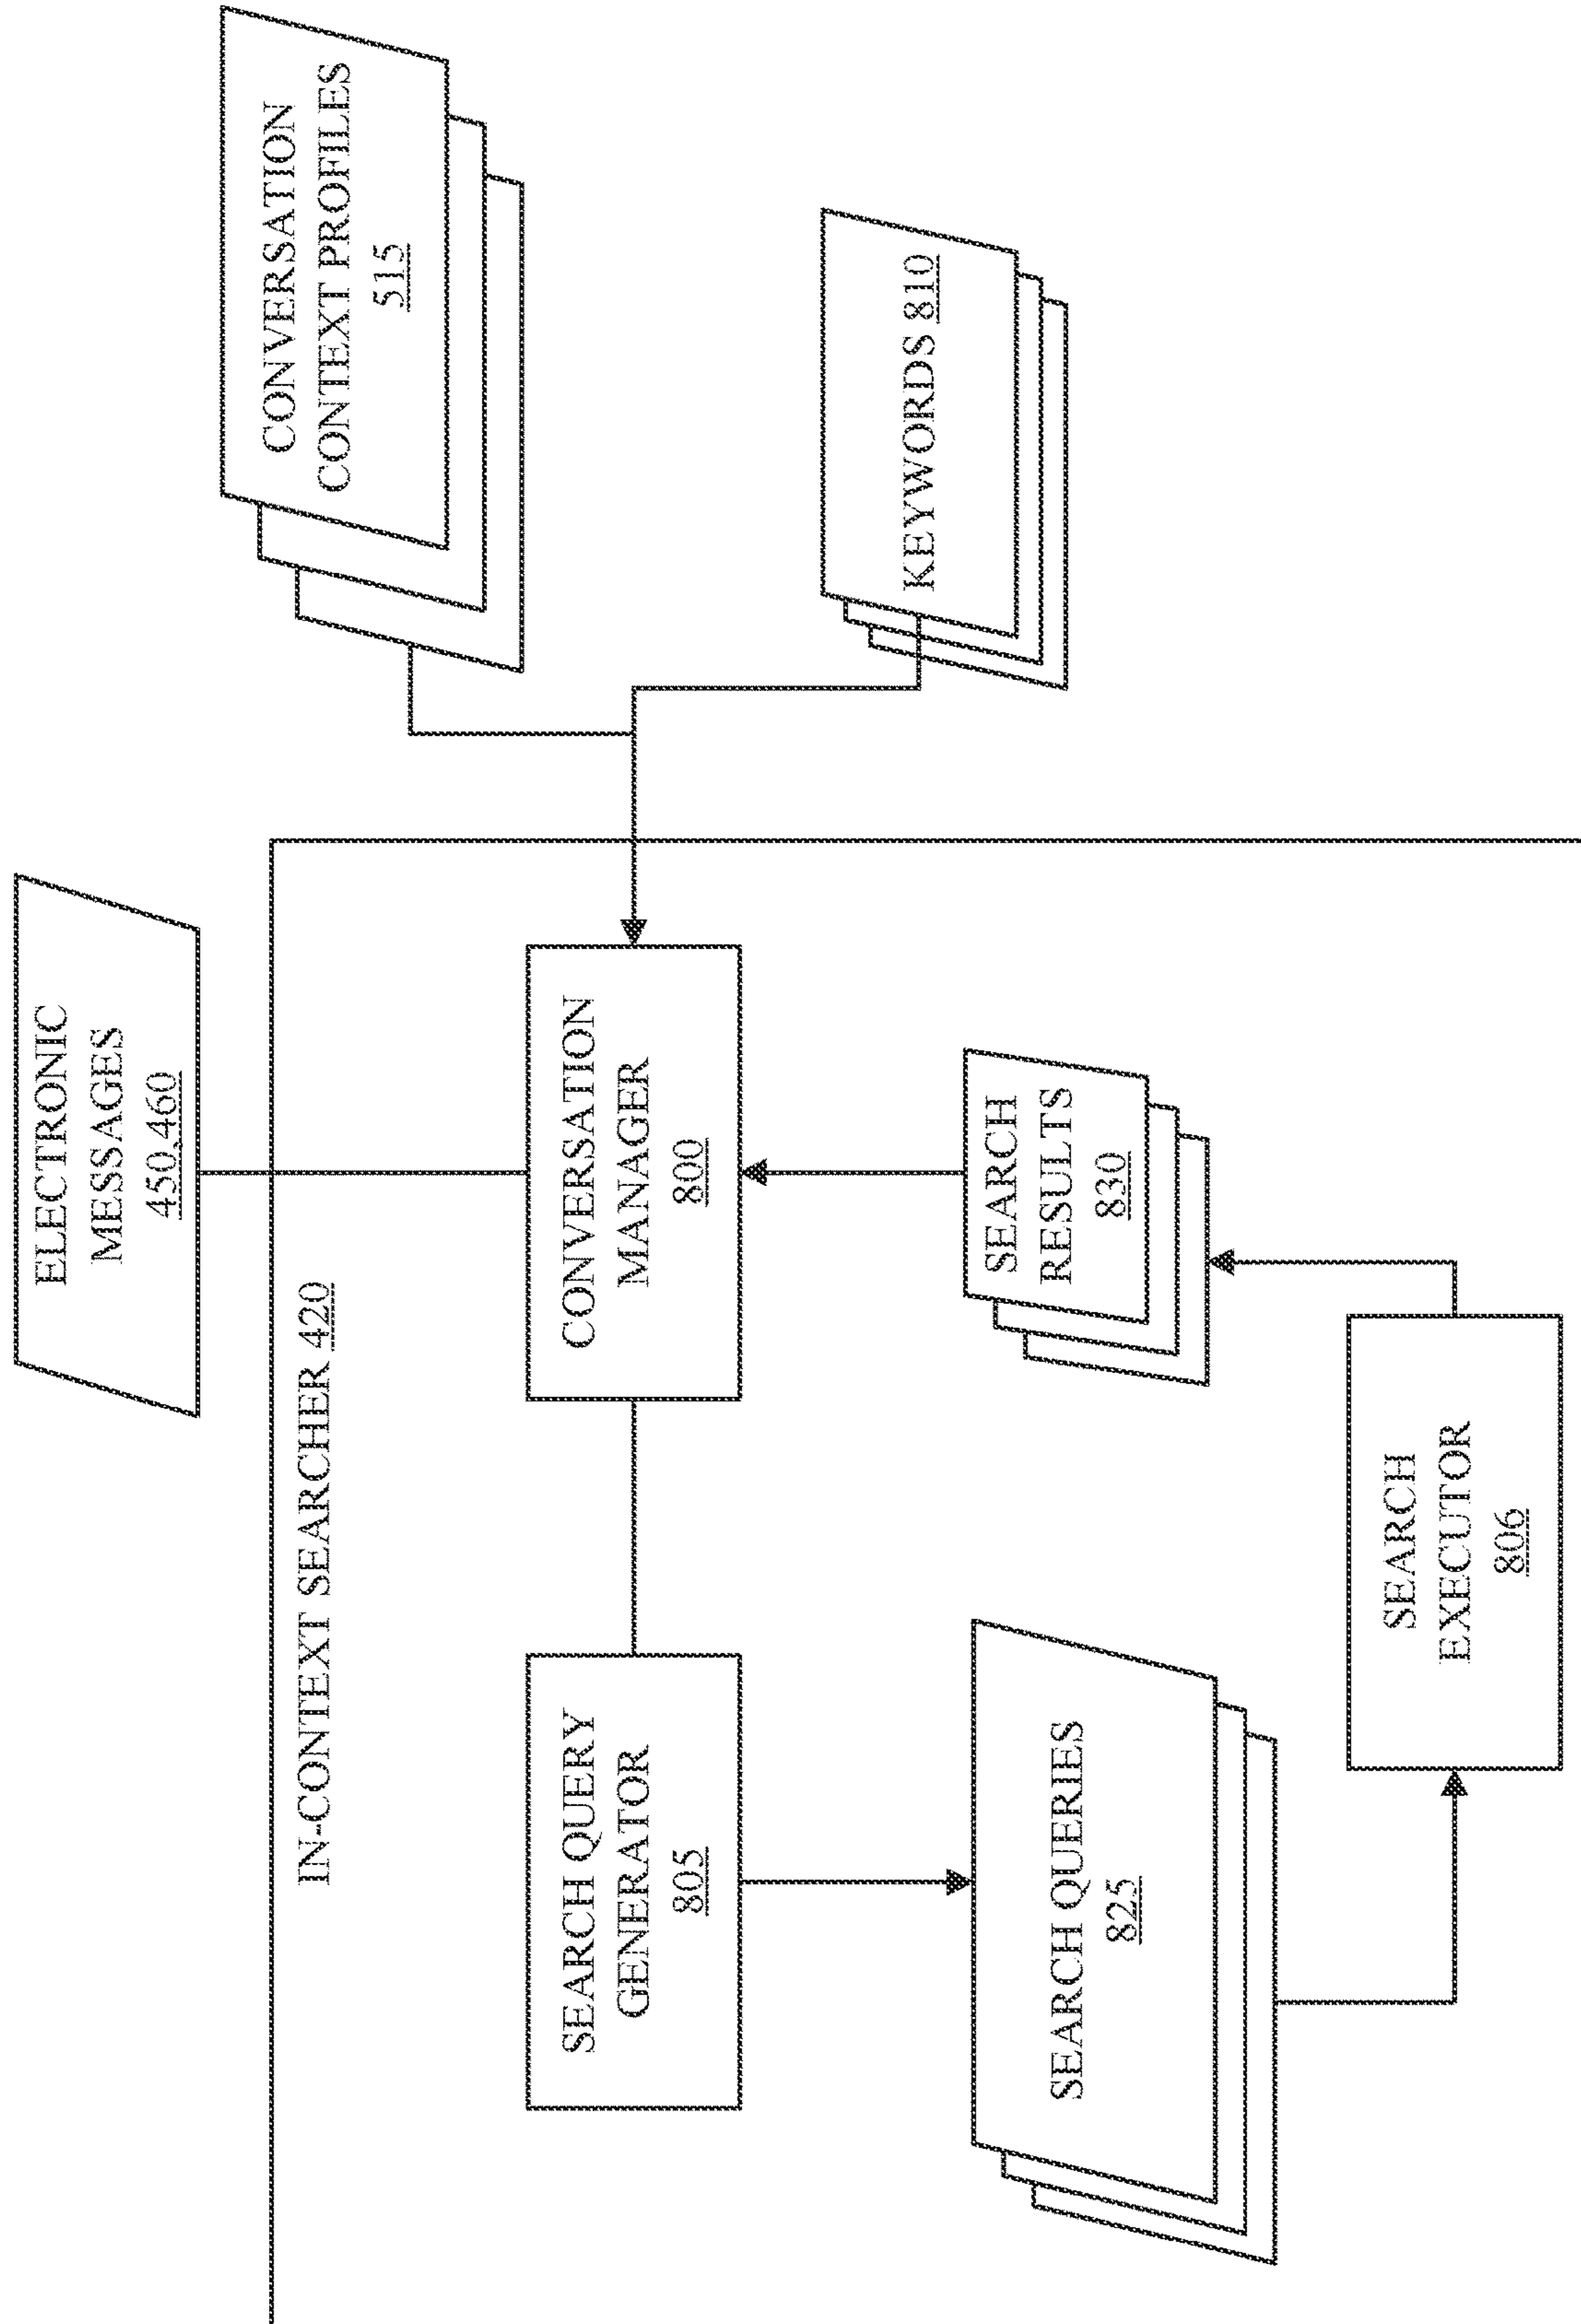 ELECTRONIC
MESSAGES
450,460
IN-CONTEXT SEARCHER 420
CONVERSATION
CONTEXT PROFILES
515
SEARCH QUERY
GENERATOR
805
CONVERSATION
MANAGER
800
KEYWORDS 810
SEARCH QUERIES
825
SEARCH
RESULTS
830
SEARCH
EXECUTOR
806